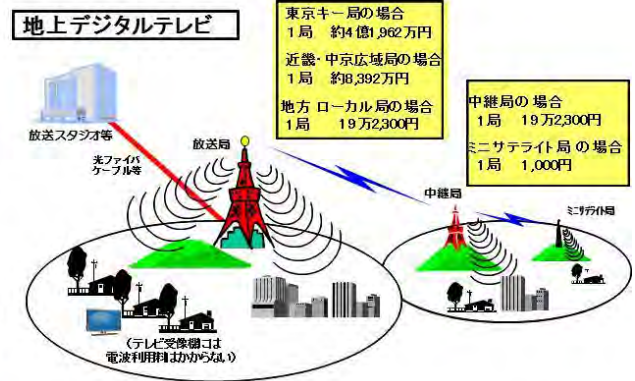 地上デジタルテレビ
東京キー局の場合
1局 約4億1,962万円
近畿・中京広域局の場合
1局 約8,392万円
地方 ローカル局の場合
1局 19万2,300円
中継局の場合
1局 19万2,300円
ミニサテライト局の場合
1局 1,000円
放送スタジオ等
光ファイバ
ケーブル等
放送局
中継局
ミニサテライト局
(テレビ受像機には
電波利用料はかからない)